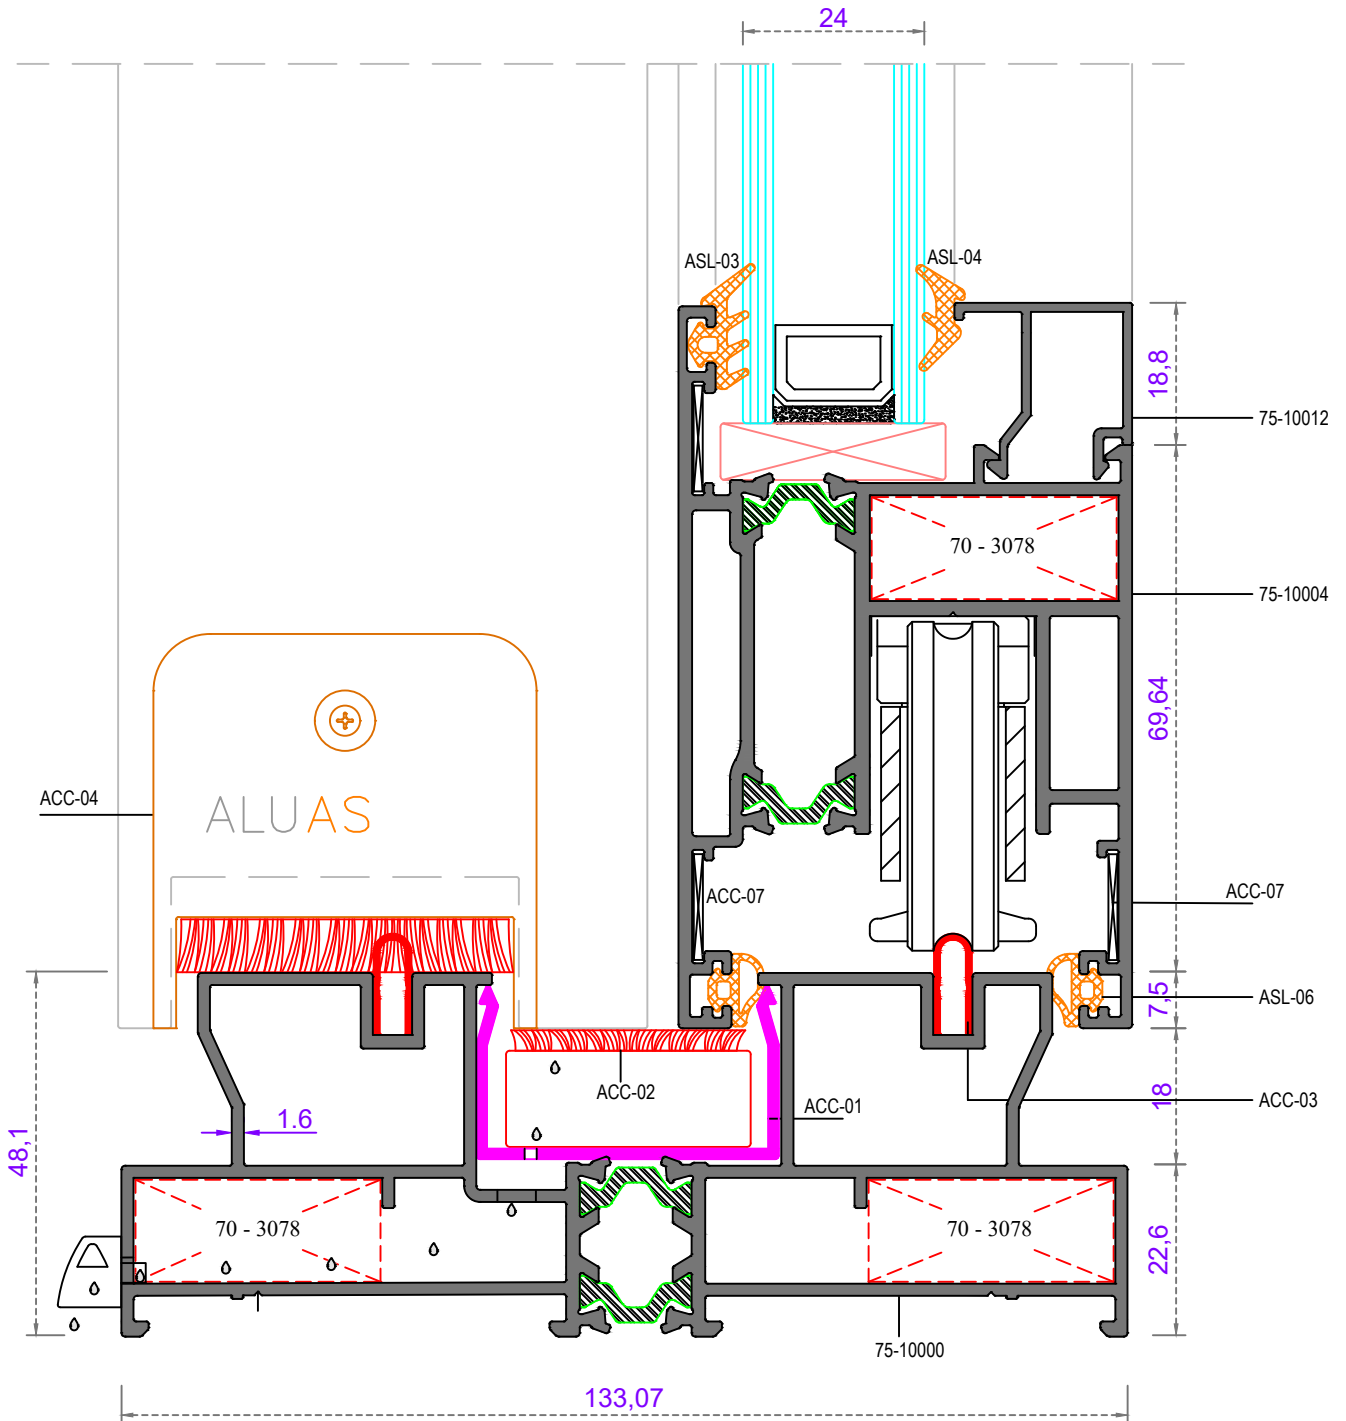 24
ASL-03
ASL-04
18,8
75-10012
70 - 3078
75-10004
69,64
ACC-04
ALUAS
ACC-07
ACC-07
7,5
ASL-06
ACC-02
ACC-01
18
ACC-03
1.6
48,1
70 - 3078
70 - 3078
22,6
75-10000
133,07